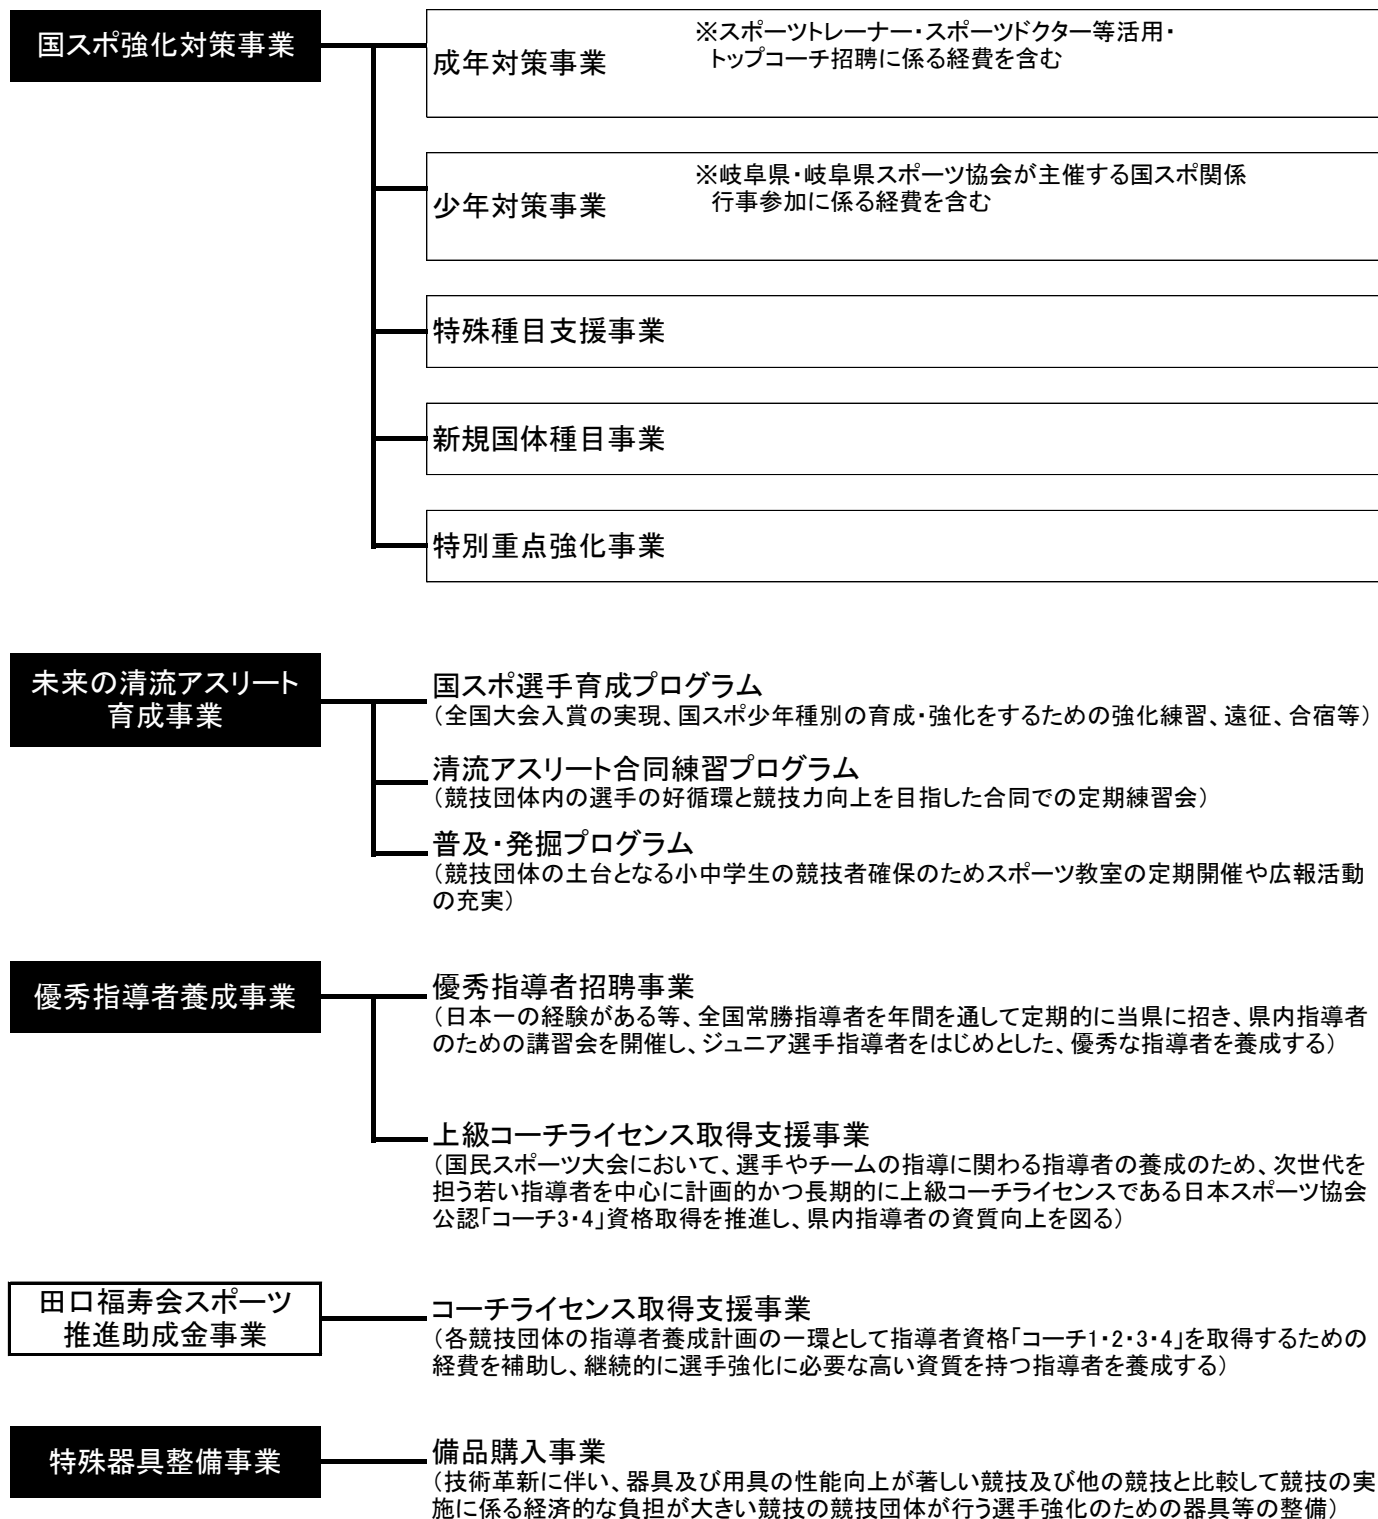 国スポ強化対策事業
成年対策事業
※スポーツトレーナー・スポーツドクター等活用・
トップコーチ招聘に係る経費を含む
少年対策事業
※岐阜県・岐阜県スポーツ協会が主催する国スポ関係
行事参加に係る経費を含む
特殊種目支援事業
新規国体種目事業
特別重点強化事業
未来の清流アスリート
育成事業
国スポ選手育成プログラム
（全国大会入賞の実現、国スポ少年種別の育成・強化をするための強化練習、遠征、合宿等）
清流アスリート合同練習プログラム
（競技団体内の選手の好循環と競技力向上を目指した合同での定期練習会）
普及・発掘プログラム
（競技団体の土台となる小中学生の競技者確保のためスポーツ教室の定期開催や広報活動
の充実）
優秀指導者養成事業
優秀指導者招聘事業
（日本一の経験がある等、全国常勝指導者を年間を通して定期的に当県に招き、県内指導者
のための講習会を開催し、ジュニア選手指導者をはじめとした、優秀な指導者を養成する）
上級コーチライセンス取得支援事業
（国民スポーツ大会において、選手やチームの指導に関わる指導者の養成のため、次世代を
担う若い指導者を中心に計画的かつ長期的に上級コーチライセンスである日本スポーツ協会
公認「コーチ3・4」資格取得を推進し、県内指導者の資質向上を図る）
田口福寿会スポーツ
推進助成金事業
コーチライセンス取得支援事業
（各競技団体の指導者養成計画の一環として指導者資格「コーチ1・2・3・4」を取得するための
経費を補助し、継続的に選手強化に必要な高い資質を持つ指導者を養成する）
特殊器具整備事業
備品購入事業
（技術革新に伴い、器具及び用具の性能向上が著しい競技及び他の競技と比較して競技の実
施に係る経済的な負担が大きい競技の競技団体が行う選手強化のための器具等の整備）